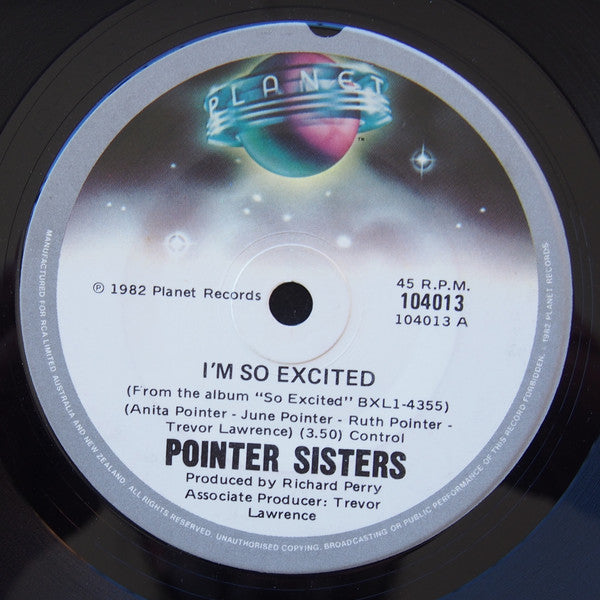 PLANET
TM
℗ 1982 Planet Records
45 R.P.M.
104013
104013 A
I'M SO EXCITED
(From the album "So Excited" BXL1-4355)
(Anita Pointer - June Pointer - Ruth Pointer -
Trevor Lawrence) (3.50) Control
POINTER SISTERS
Produced by Richard Perry
Associate Producer: Trevor
Lawrence
MANUFACTURED FOR RCA LIMITED AUSTRALIA AND NEW ZEALAND. ALL RIGHTS RESERVED. UNAUTHORISED COPYING, BROADCASTING OR PUBLIC PERFORMANCE OF THIS RECORD FORBIDDEN. 1982 PLANET RECORDS